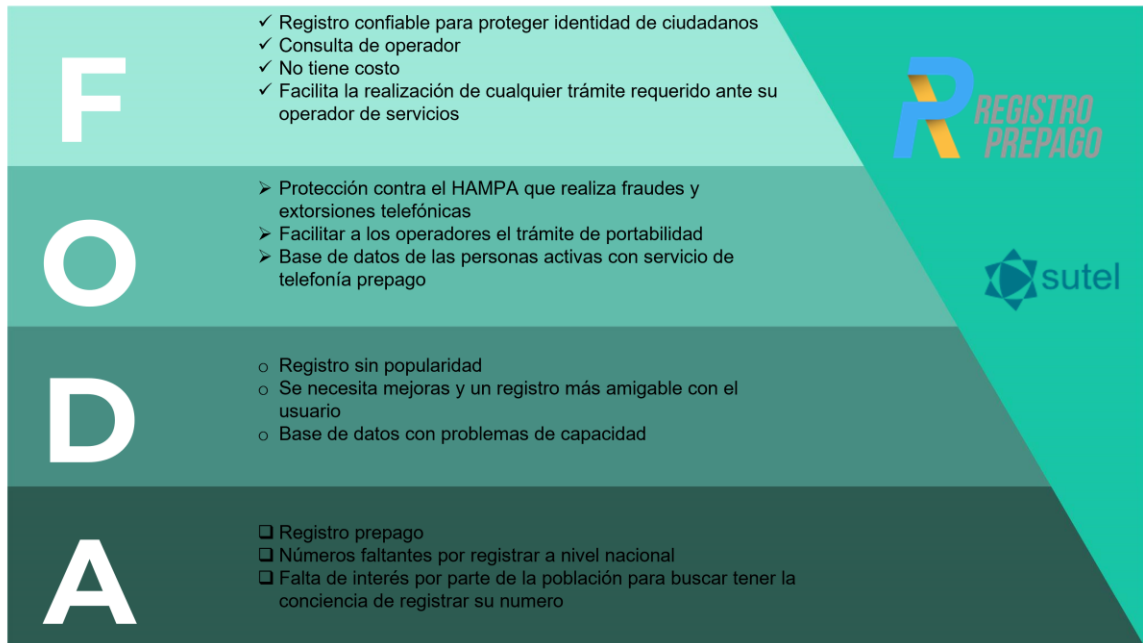 F
✓ Registro confiable para proteger identidad de ciudadanos
✓ Consulta de operador
✓ No tiene costo
✓ Facilita la realización de cualquier trámite requerido ante su
operador de servicios
REGISTRO
PREPAGO
O
➢ Protección contra el HAMPA que realiza fraudes y
extorsiones telefónicas
➢ Facilitar a los operadores el trámite de portabilidad
➢ Base de datos de las personas activas con servicio de
telefonía prepago
sutel
D
o Registro sin popularidad
o Se necesita mejoras y un registro más amigable con el
usuario
o Base de datos con problemas de capacidad
A
❑ Registro prepago
❑ Números faltantes por registrar a nivel nacional
❑ Falta de interés por parte de la población para buscar tener la
conciencia de registrar su numero